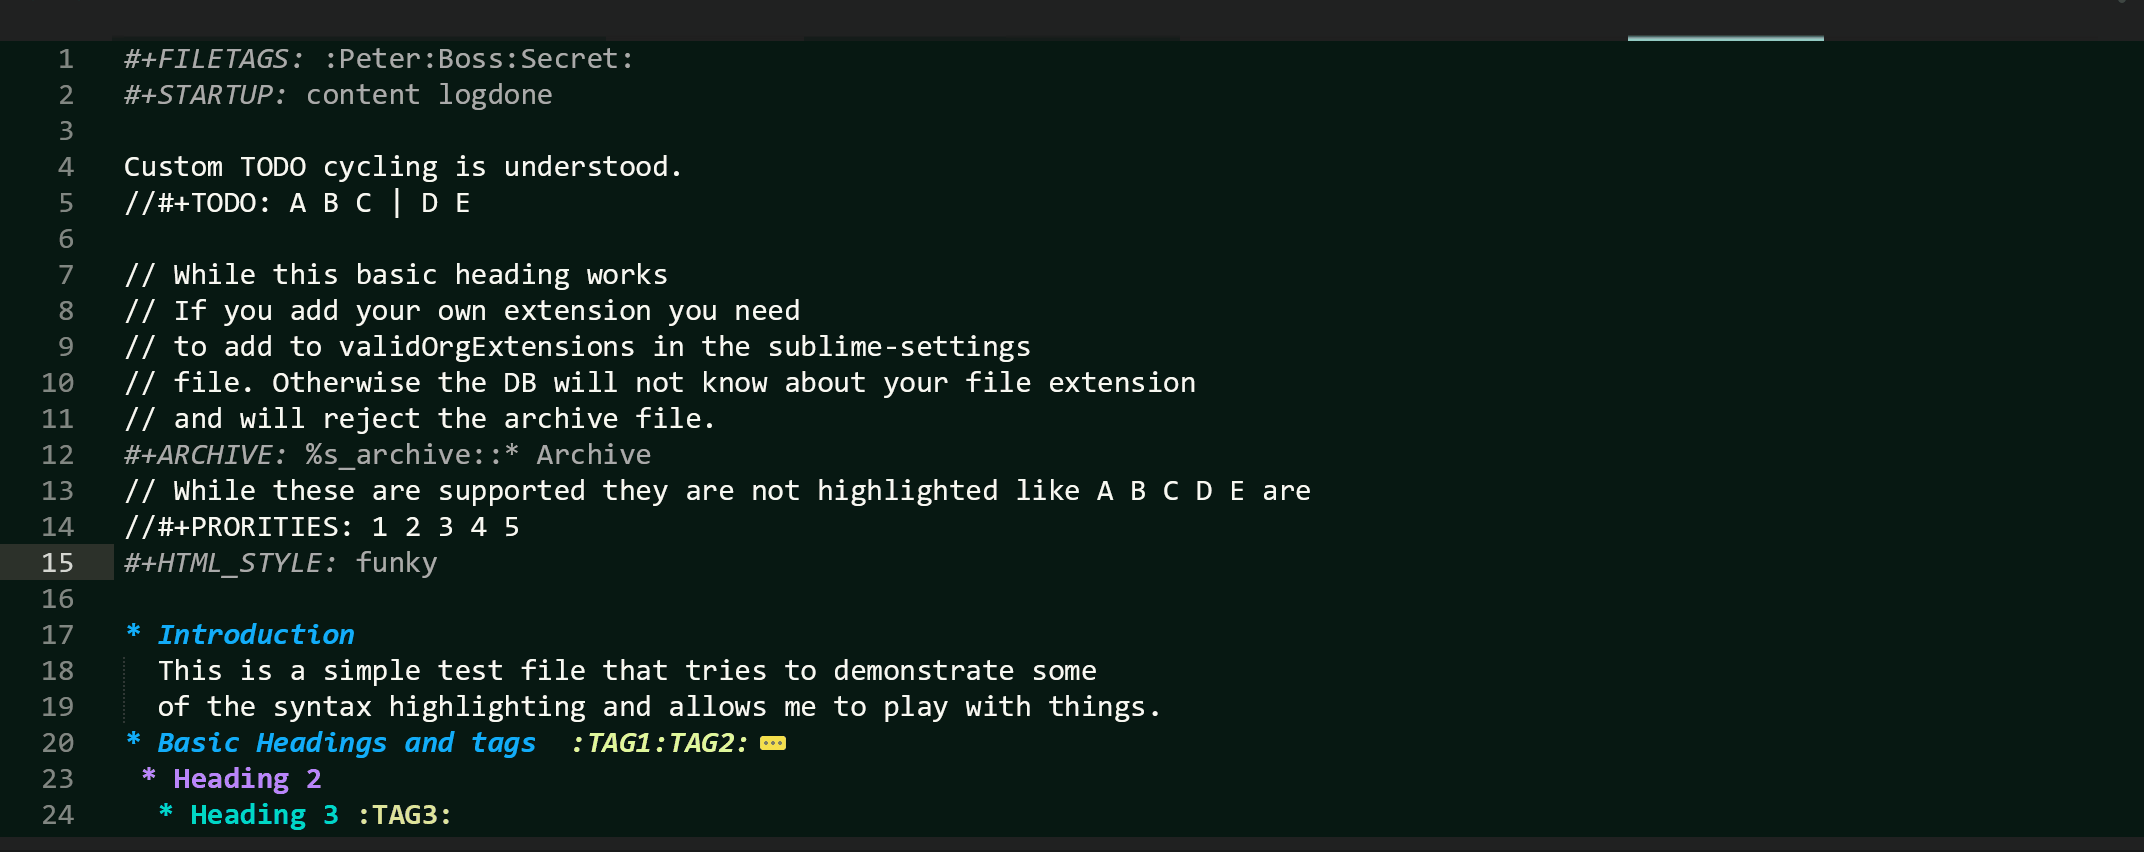 1 #+FILETAGS: :Peter:Boss:Secret:
2 #+STARTUP: content logdone
3
4 Custom TODO cycling is understood.
5 //#+TODO: A B C | D E
6
7 // While this basic heading works
8 // If you add your own extension you need
9 // to add to validOrgExtensions in the sublime-settings
10 // file. Otherwise the DB will not know about your file extension
11 // and will reject the archive file.
12 #+ARCHIVE: %s_archive::* Archive
13 // While these are supported they are not highlighted like A B C D E are
14 //#+PRORITIES: 1 2 3 4 5
15 #+HTML_STYLE: funky
16
17 * Introduction
18 This is a simple test file that tries to demonstrate some
19 of the syntax highlighting and allows me to play with things.
20 * Basic Headings and tags :TAG1:TAG2:
23 * Heading 2
24 * Heading 3 :TAG3: